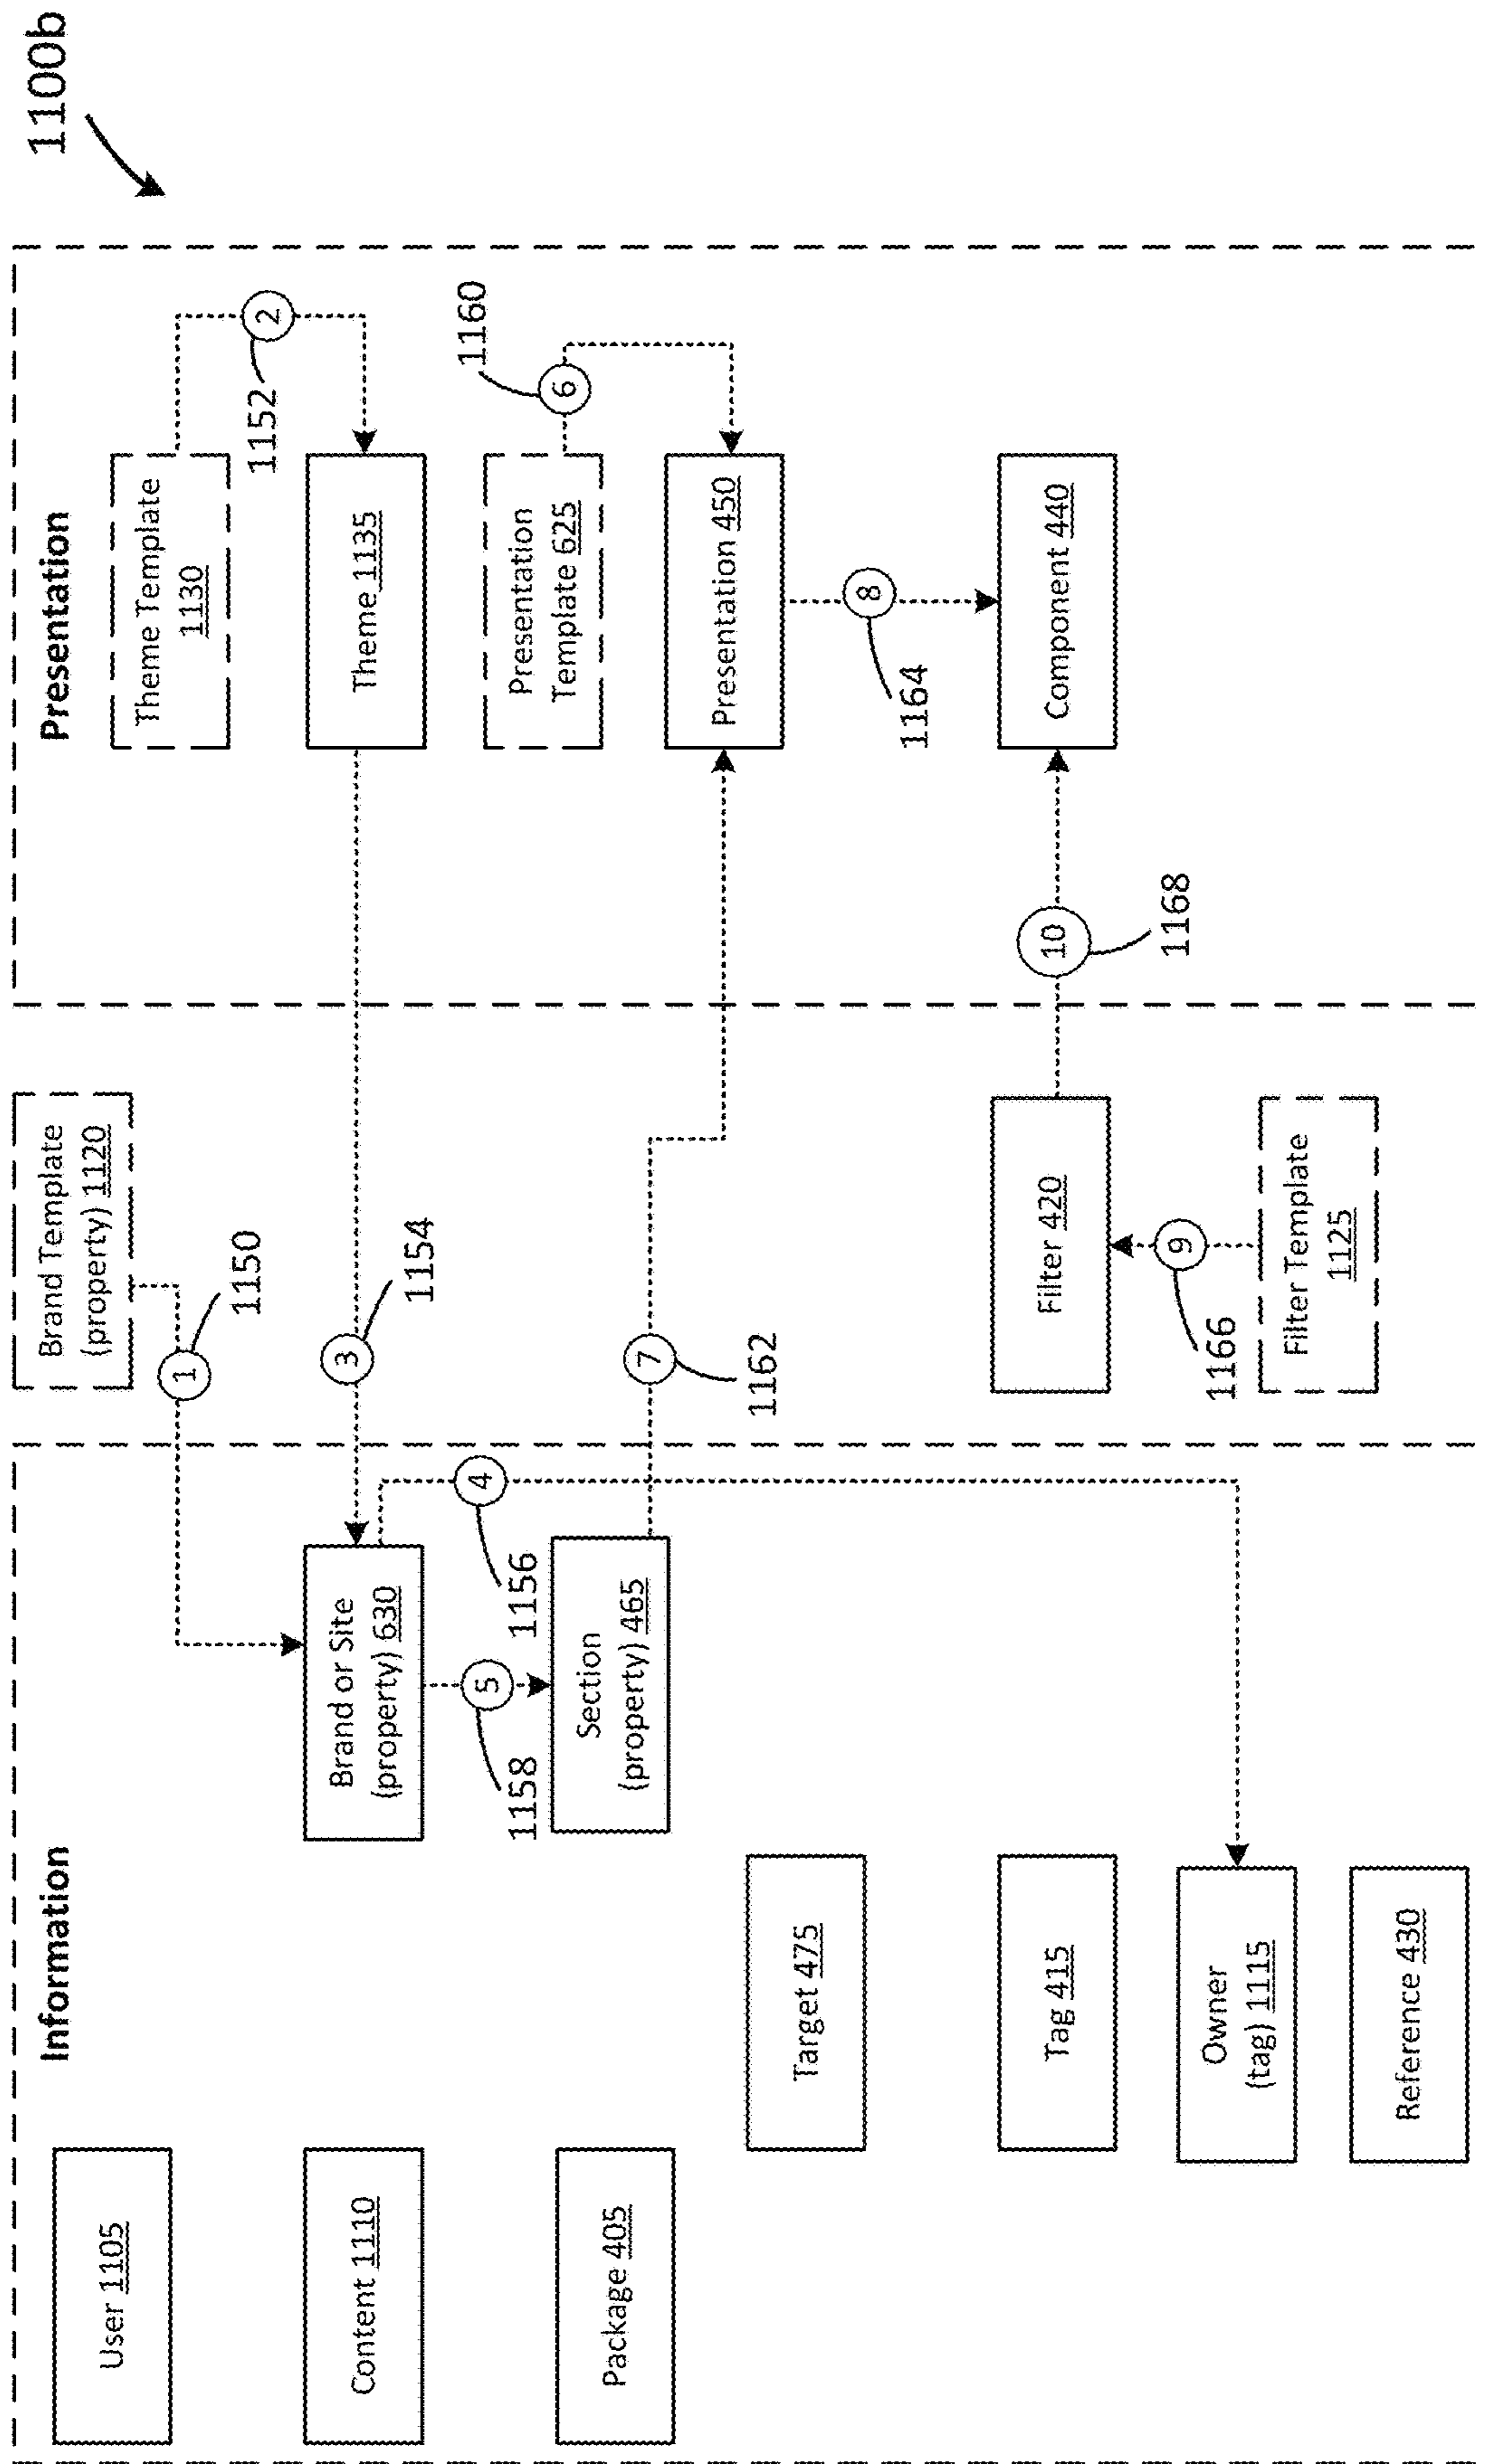 1100b
Information
Presentation
User 1105
Content 1110
Package 405
Brand or Site
(property) 630
Section
(property) 465
Target 475
Tag 415
Owner
(tag) 1115
Reference 430
Brand Template
(property) 1120
Filter 420
Filter Template
1125
Theme Template
1130
Theme 1135
Presentation
Template 625
Presentation 450
Component 440
1
1150
2
1152
3
1154
4
1156
5
1158
6
1160
7
1162
8
1164
9
1166
10
1168